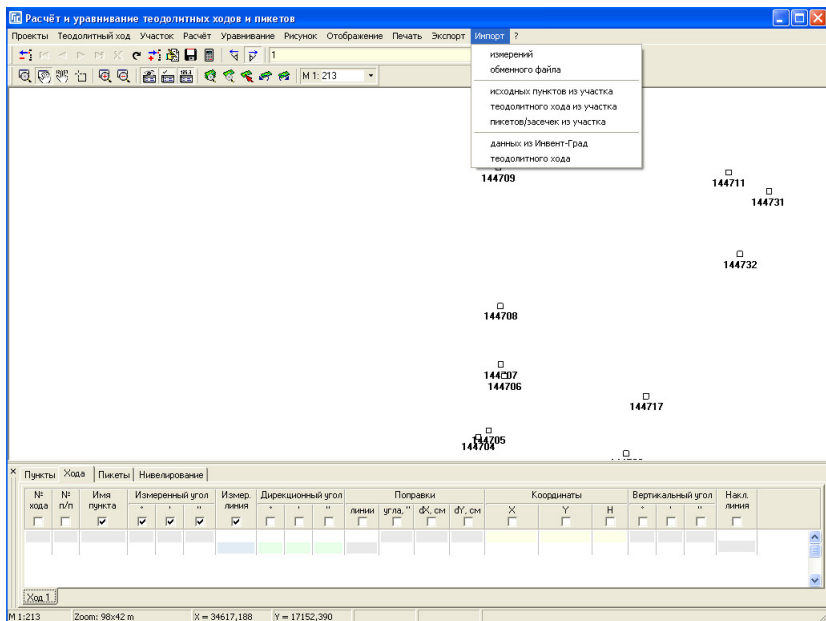 Расчёт и уравнивание теодолитных ходов и пикетов
Проекты Теодолитный ход Участок Расчёт Уравнивание Рисунок Отображение Печать Экспорт Импорт ?
1
М 1: 213
измерений
обменного файла
исходных пунктов из участка
теодолитного хода из участка
пикетов/засечек из участка
данных из Инвент-Град
теодолитного хода
144709
144711
144731
144732
144708
144707
144706
144717
144705
144704
Пункты Хода Пикеты Нивелирование
№ хода № п/п Имя пункта Измеренный угол Измер. линия Дирекционный угол Поправки Координаты Вертикальный угол Накл. линия
° ' " ° ' " линии угла, " dX, см dY, см X Y H ° ' "
Ход 1
М 1:213 Zoom: 98x42 m X = 34617,188 Y = 17152,390